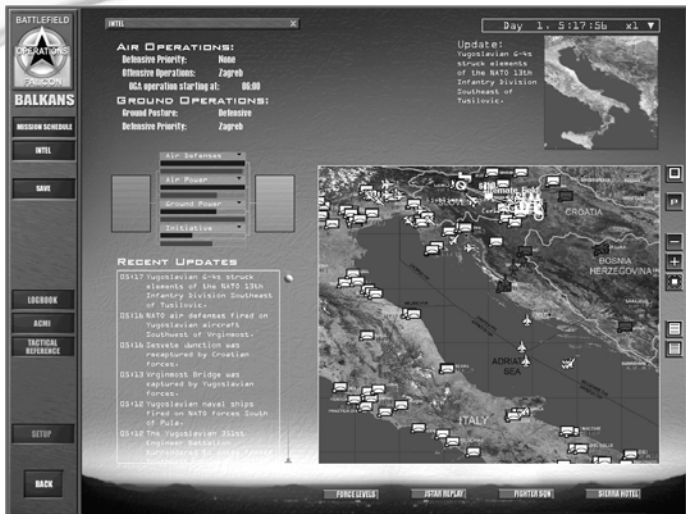 BATTLEFIELD
OPERATIONS
FALCON
BALKANS
MISSION SCHEDULE
INTEL
SAVE
LOGBOOK
ACMI
TACTICAL
REFERENCE
SETUP
BACK
INTEL
X
AIR OPERATIONS:
Defensive Priority: None
Offensive Operations: Zagreb
OCA operation starting at: 06:00
GROUND OPERATIONS:
Ground Posture: Defensive
Defensive Priority: Zagreb
Air Defenses
Air Power
Ground Power
Initiative
RECENT UPDATES
05:17 Yugoslavian G-4s struck
elements of the NATO 13th
Infantry Division Southeast
of Tusilovic.
05:16 NATO air defenses fired on
Yugoslavian aircraft
Southwest of Vrginmost.
05:16 Desvete Junction was
recaptured by Croatian
forces.
05:13 Vrginmost Bridge was
captured by Yugoslavian
forces.
05:12 Yugoslavian naval ships
fired on NATO forces South
of Pula.
05:12 The Yugoslavian 351st
Engineer Battalion
Day 1, 5:17:56 x1
Update:
Yugoslavian G-4s
struck elements
of the NATO 13th
Infantry Division
Southeast of
Tusilovic.
P
CROATIA
BOSNIA
HERZEGOVINA
ADRIATIC
SEA
ITALY
FORCE LEVELS
JSTAR REPLAY
FIGHTER SQN
SIERRA HOTEL